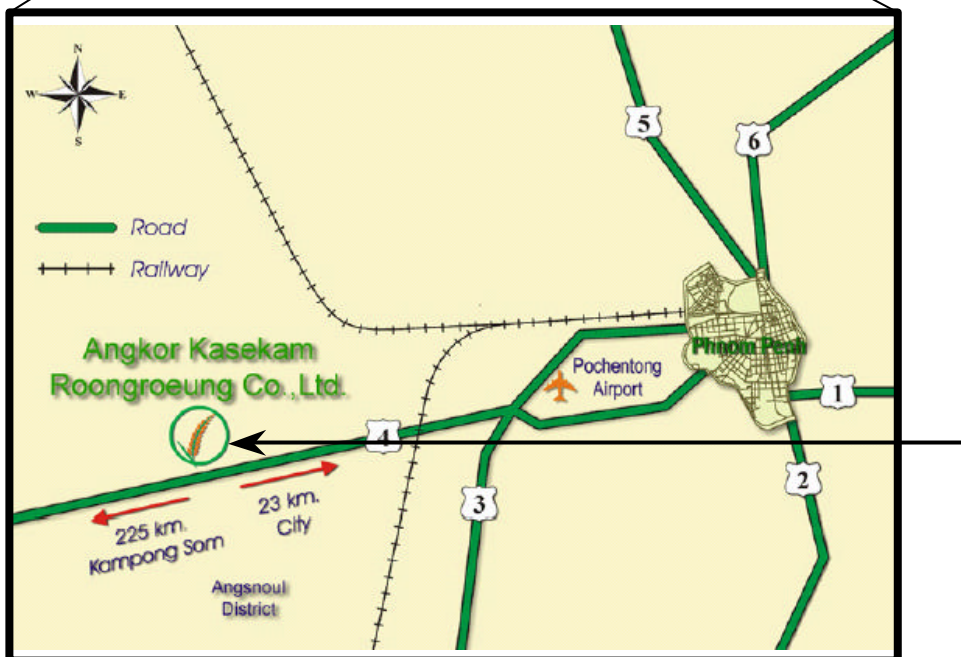 N
W E
S
5
6
Road
Railway
Angkor Kasekam
Roongroeung Co.,Ltd.
Phnom Penh
Pochentong
Airport
1
4
2
3
23 km.
City
225 km.
Kampong Som
Angsnoul
District